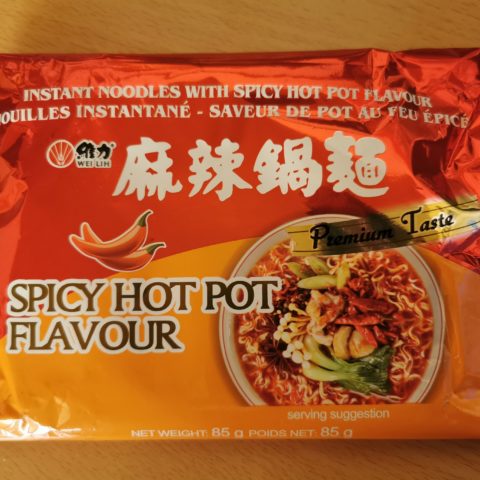 INSTANT NOODLES WITH SPICY HOT POT FLAVOUR
OUILLES INSTANTANÉ - SAVEUR DE POT AU FEU ÉPICÉ
維力
WEI LIH
麻辣鍋麵
Premium Taste
SPICY HOT POT
FLAVOUR
serving suggestion
NET WEIGHT: 85 g POIDS NET: 85 g